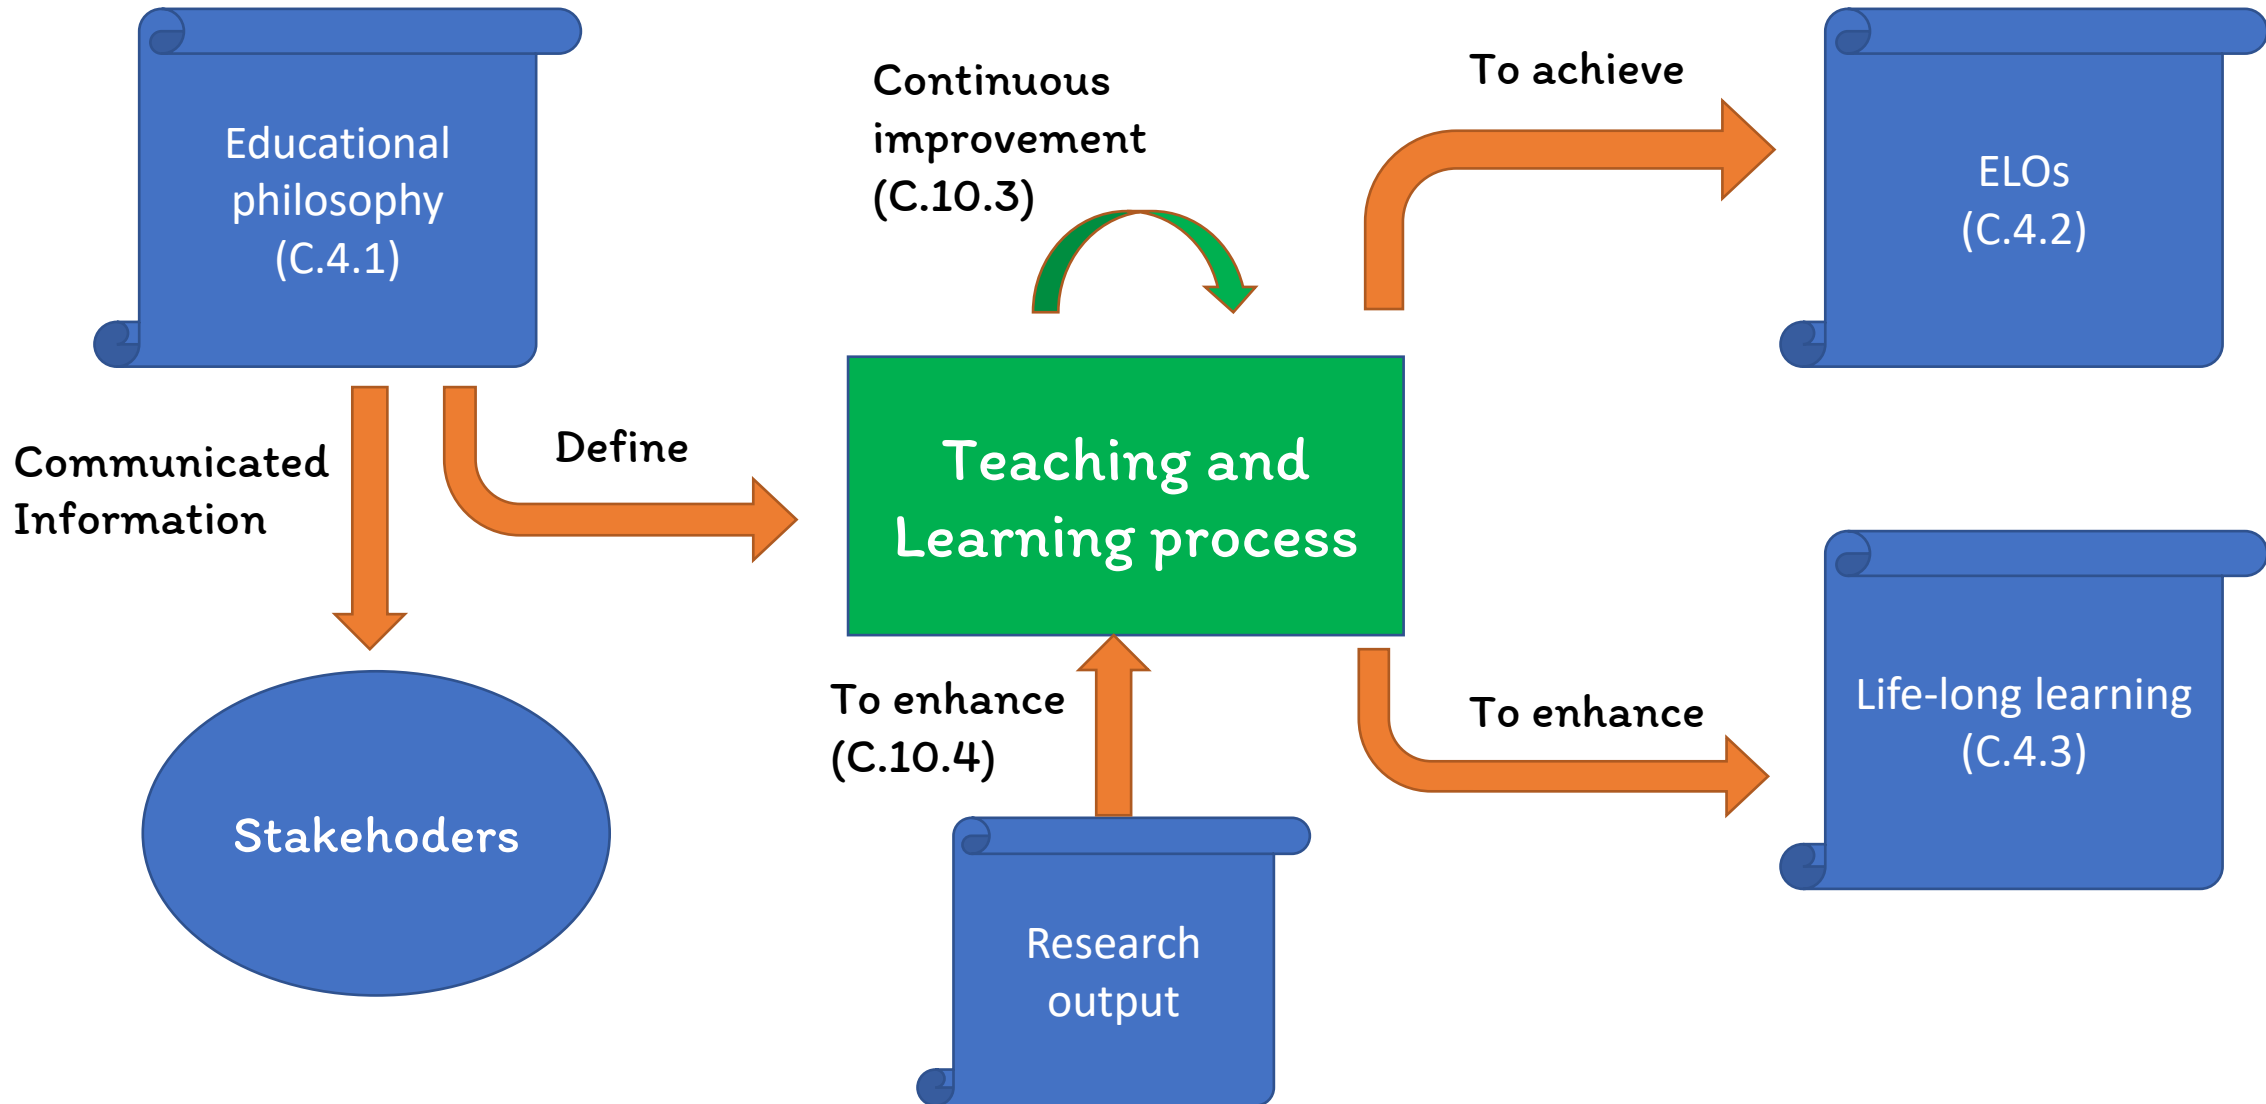 Educational
philosophy
(C.4.1)
Continuous
improvement
(C.10.3)
To achieve
ELOs
(C.4.2)
Communicated
Information
Define
Teaching and
Learning process
Stakehoders
To enhance
(C.10.4)
To enhance
Life-long learning
(C.4.3)
Research
output